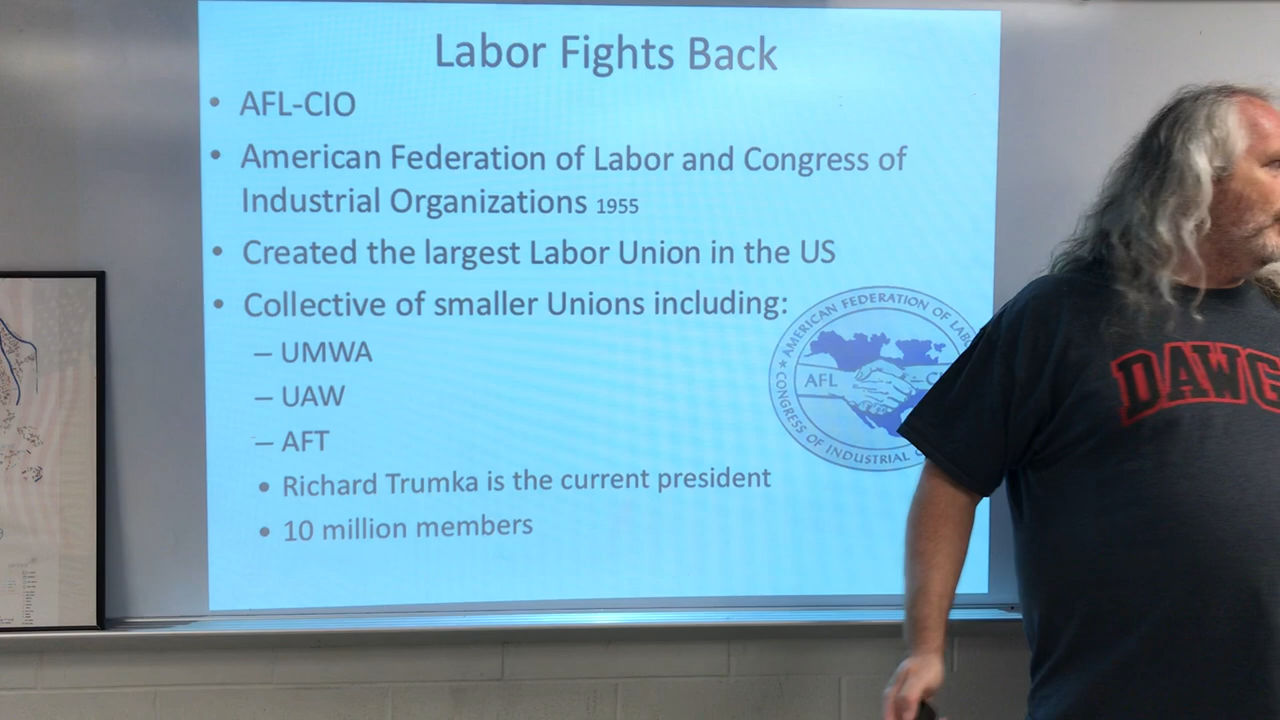 Labor Fights Back
• AFL-CIO
• American Federation of Labor and Congress of
Industrial Organizations 1955
• Created the largest Labor Union in the US
• Collective of smaller Unions including:
– UMWA
– UAW
– AFT
• Richard Trumka is the current president
• 10 million members
★ AMERICAN FEDERATION OF
CONGRESS OF INDUSTRIAL
AFL
DAWG